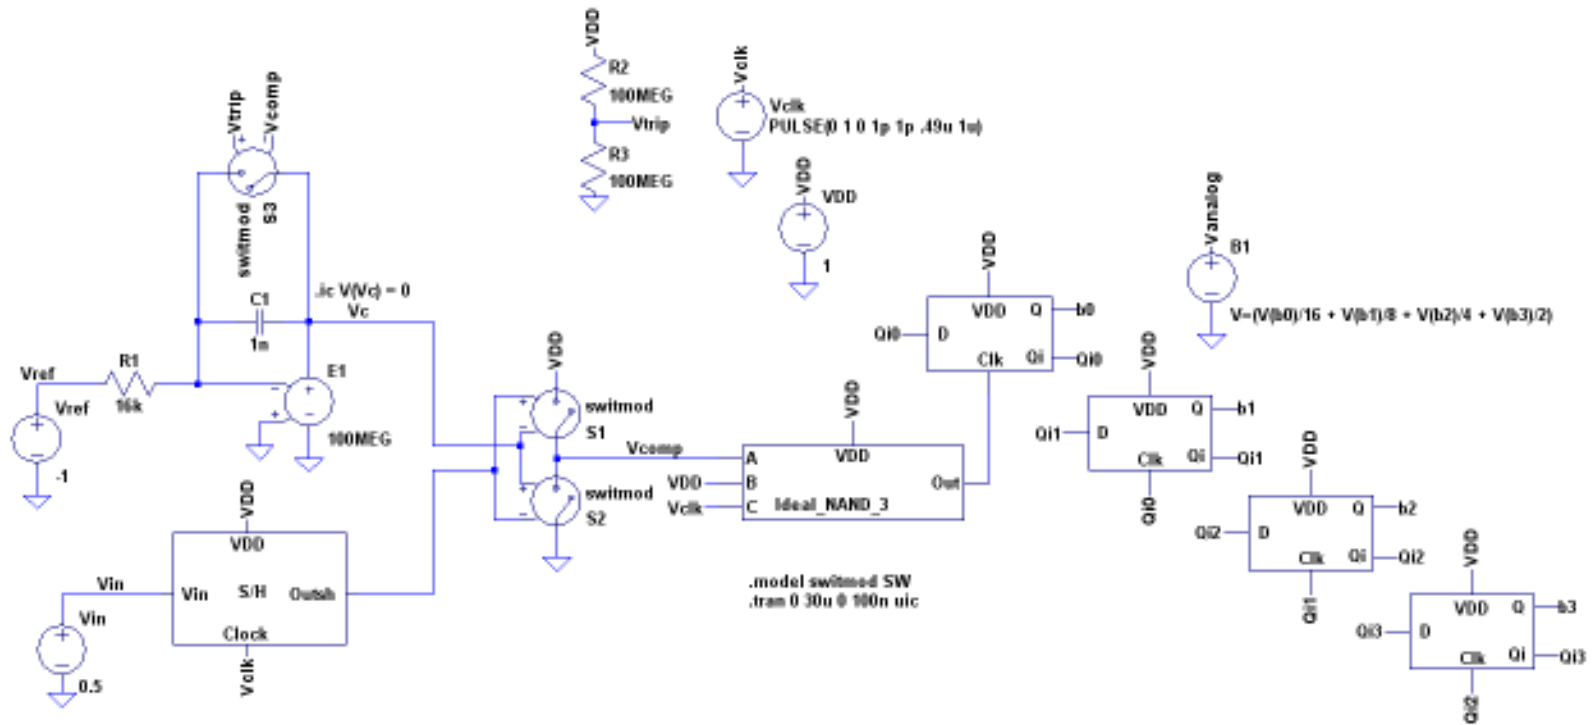 VDD
R2
100MEG
Vtrip
R3
100MEG
Vclk
Vclk
PULSE(0 1 0 1p 1p .49u 1u)
VDD
VDD
1
Vtrip
Vcomp
+
-
switmod
S3
.ic V(Vc) = 0
Vc
C1
1n
Vref
R1
16k
Vref
-1
E1
100MEG
VDD
VDD
Vin
S/H
Outsh
Clock
Vclk
Vin
Vin
0.5
VDD
switmod
S1
Vcomp
switmod
S2
VDD
VDD
A
B
C
VDD
Vclk
Out
Ideal_NAND_3
.model switmod SW
.tran 0 30u 0 100n uic
VDD
VDD
Q
b0
Qi0
D
Clk
Qi
Qi0
VDD
VDD
Q
b1
Qi1
D
Clk
Qi
Qi1
Qi0
VDD
VDD
Q
b2
Qi2
D
Clk
Qi
Qi2
Qi1
VDD
VDD
Q
b3
Qi3
D
Clk
Qi
Qi3
Qi2
Vanalog
B1
V=(V(b0)/16 + V(b1)/8 + V(b2)/4 + V(b3)/2)